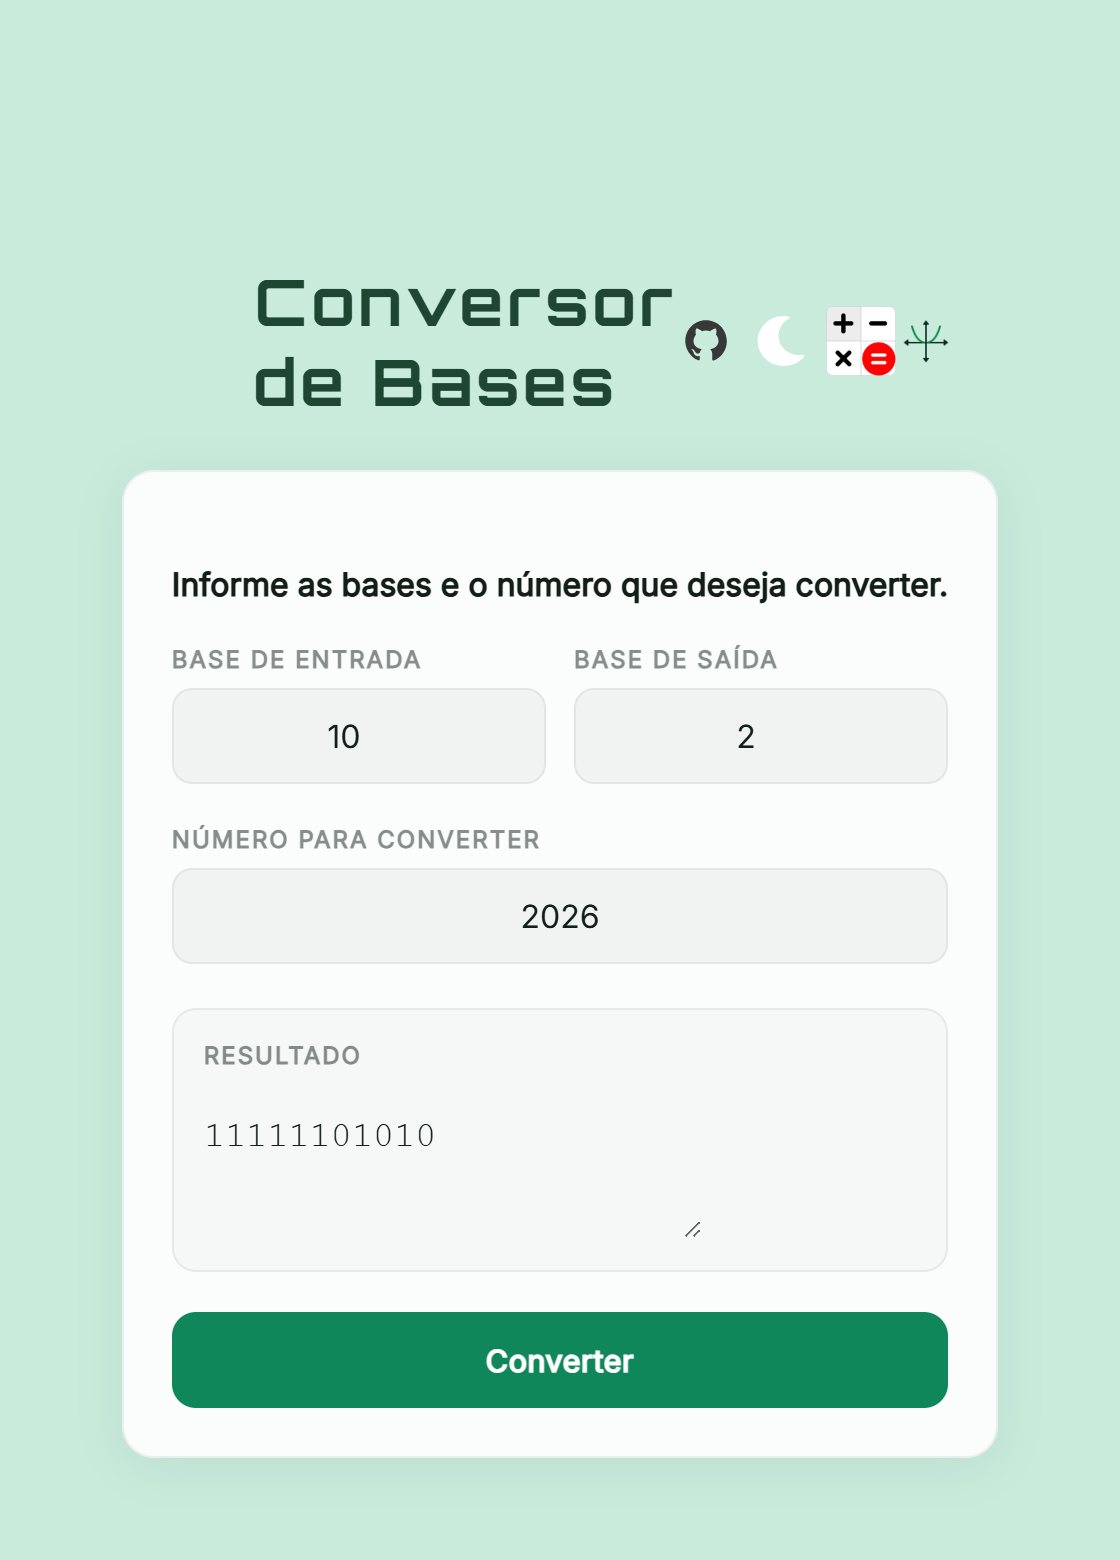 Conversor
de Bases
Informe as bases e o número que deseja converter.
BASE DE ENTRADA
BASE DE SAÍDA
10
2
NÚMERO PARA CONVERTER
2026
RESULTADO
11111101010
Converter